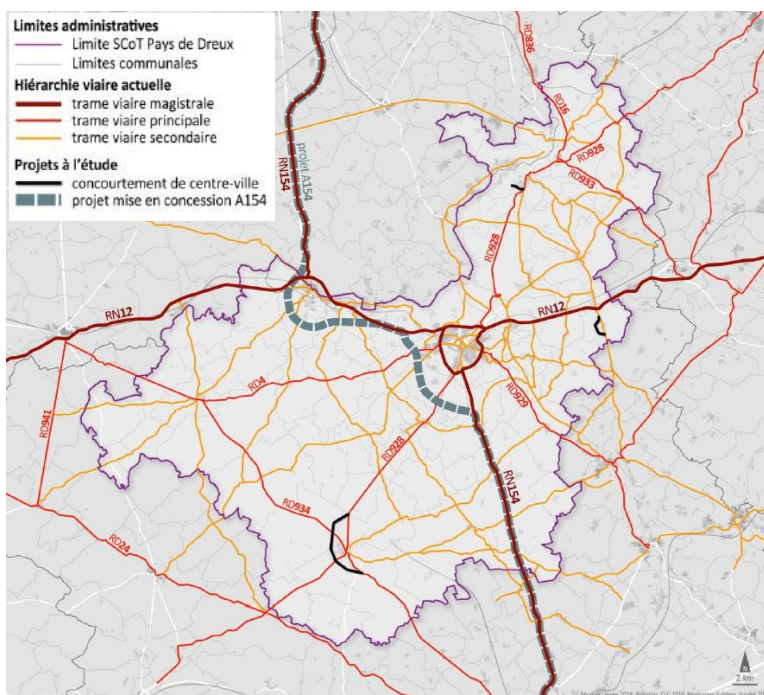 Limites administratives
Limite SCoT Pays de Dreux
Limites communales
Hiérarchie viaire actuelle
trame viaire magistrale
trame viaire principale
trame viaire secondaire
Projets à l'étude
concourtement de centre-ville
projet mise en concession A154
RD836
RD16
RD928
RD933
projet A154
RN154
RD928
RN12
RN12
RD4
RD929
RD941
RD928
RN154
RD934
RD24
N
2 km